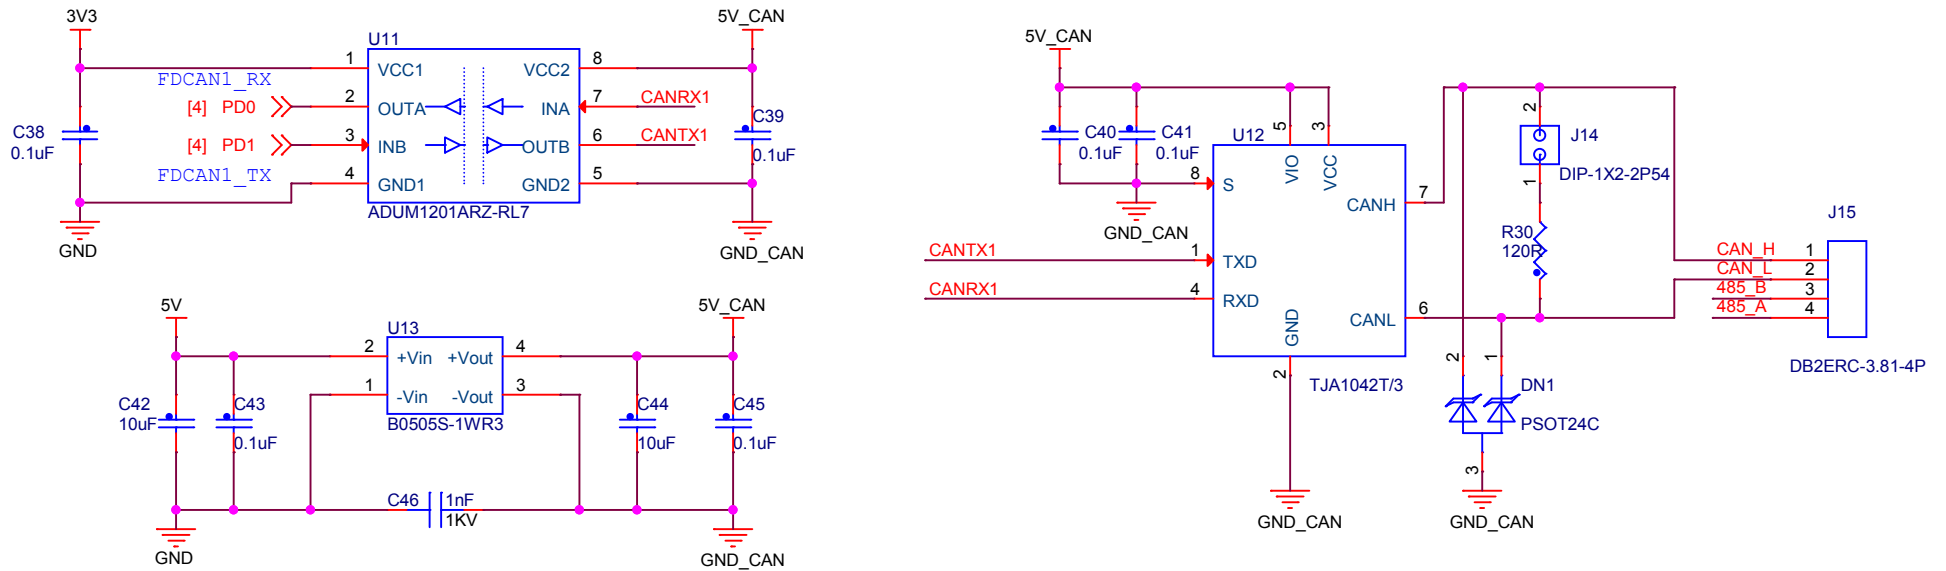 3V3
5V_CAN
U11
1
VCC1
VCC2
8
FDCAN1_RX
[4] PD0
2
OUTA
INA
7
CANRX1
C38
0.1uF
[4] PD1
3
INB
OUTB
6
CANTX1
C39
0.1uF
FDCAN1_TX
4
GND1
GND2
5
ADUM1201ARZ-RL7
GND
GND_CAN
5V
5V_CAN
U13
2
+Vin
+Vout
4
1
-Vin
-Vout
3
B0505S-1WR3
C42
10uF
C43
0.1uF
C44
10uF
C45
0.1uF
C46
1nF
1KV
GND
GND_CAN
5V_CAN
C40
0.1uF
C41
0.1uF
U12
5
3
VIO
VCC
8
S
GND_CAN
CANH
7
CANTX1
1
TXD
CANRX1
4
RXD
GND
CANL
6
2
TJA1042T/3
GND_CAN
2
J14
1
DIP-1X2-2P54
R30
120R
J15
CAN_H
1
CAN_L
2
485_B
3
485_A
4
DB2ERC-3.81-4P
2
1
DN1
PSOT24C
3
GND_CAN